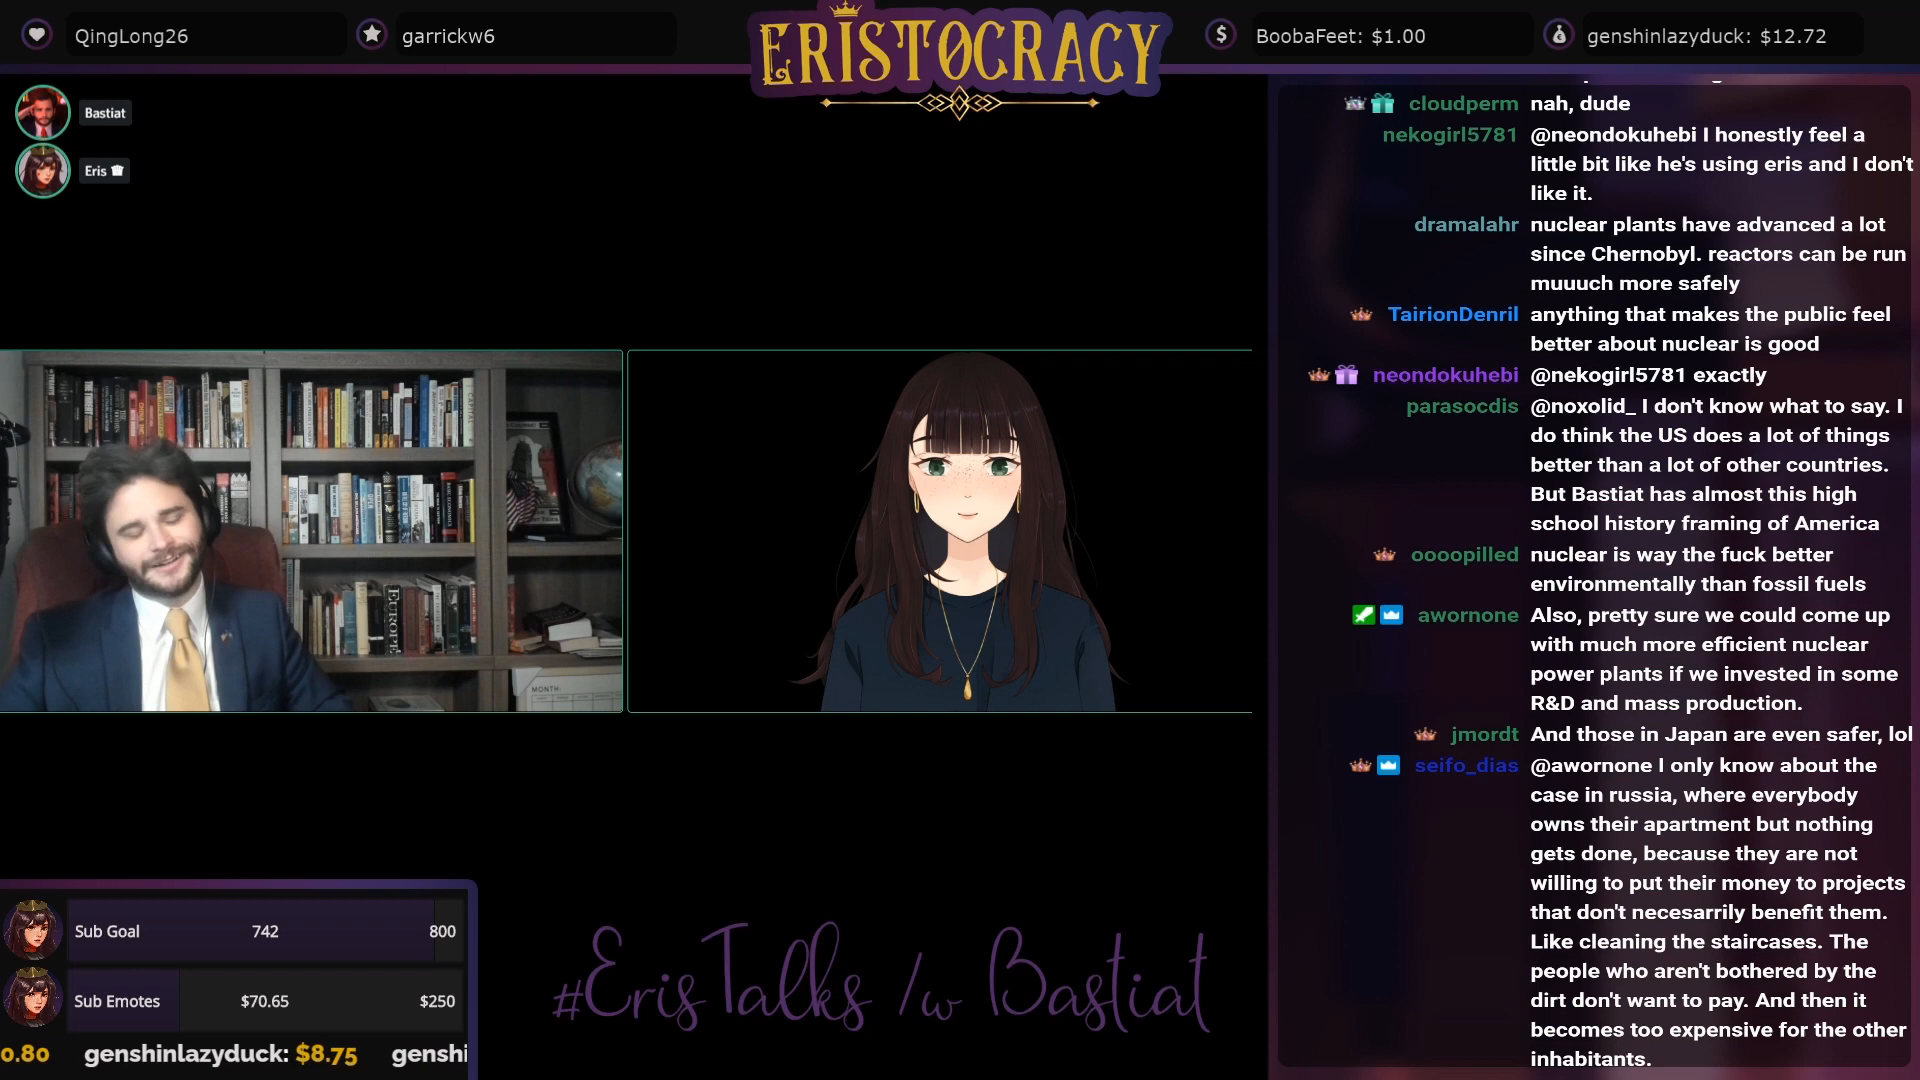 QingLong26
garrickw6
ERISTOCRACY
BoobaFeet: $1.00
genshinlazyduck: $12.72
Bastiat
Eris
cloudperm nah, dude
nekogirl5781 @neondokuhebi I honestly feel a
little bit like he's using eris and I don't
like it.
dramalahr nuclear plants have advanced a lot
since Chernobyl. reactors can be run
muuuch more safely
TairionDenril anything that makes the public feel
better about nuclear is good
neondokuhebi @nekogirl5781 exactly
parasocdis @noxolid_ I don't know what to say. I
do think the US does a lot of things
better than a lot of other countries.
But Bastiat has almost this high
school history framing of America
oooopilled nuclear is way the fuck better
environmentally than fossil fuels
awornone Also, pretty sure we could come up
with much more efficient nuclear
power plants if we invested in some
R&D and mass production.
jmordt And those in Japan are even safer, lol
seifo_dias @awornone I only know about the
case in russia, where everybody
owns their apartment but nothing
gets done, because they are not
willing to put their money to projects
that don't necesarrily benefit them.
Like cleaning the staircases. The
people who aren't bothered by the
dirt don't want to pay. And then it
becomes too expensive for the other
inhabitants.
EUROPE
MONTH:
Sub Goal 742 800
Sub Emotes $70.65 $250
0.80 genshinlazyduck: $8.75 genshi
#ErisTalks /w Bastiat